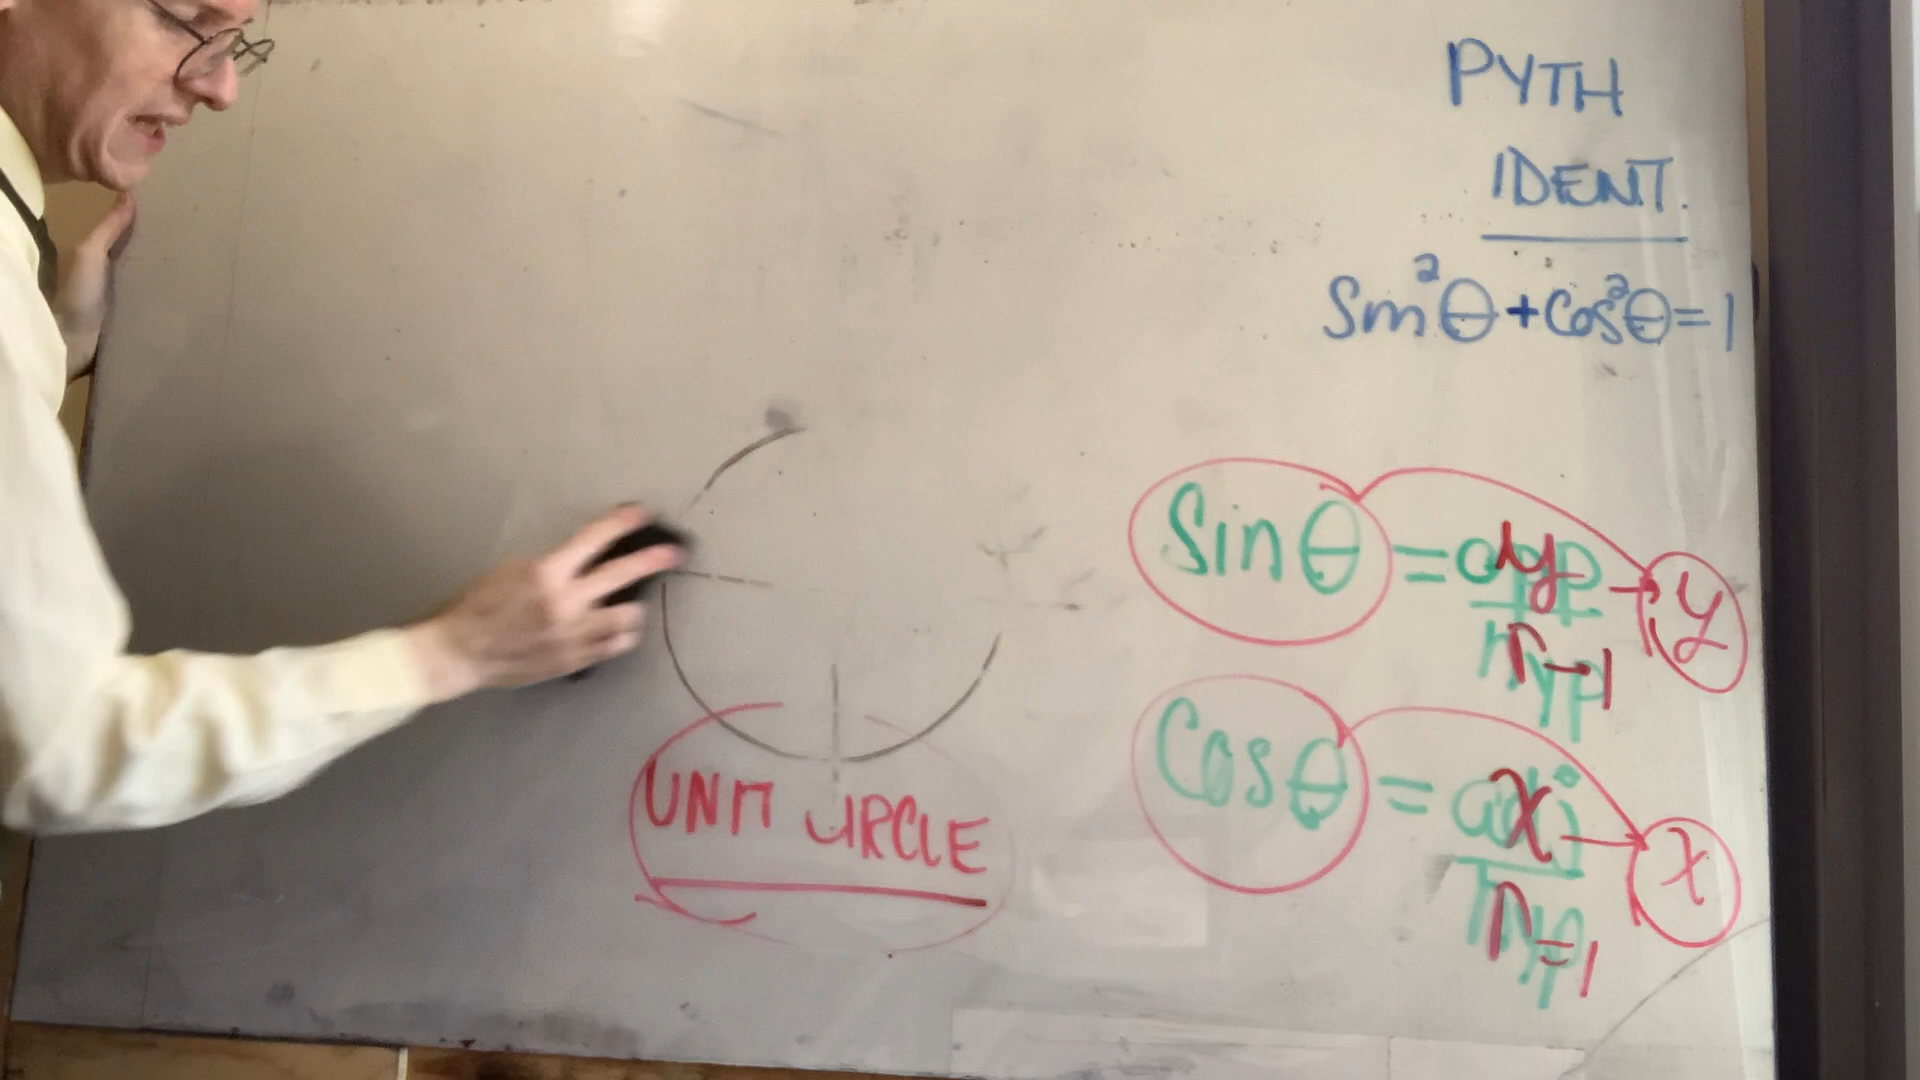 PYTH
IDENT.
Sin²θ + Cos²θ = 1
Sinθ = opp y → y
hyp r → 1
Cosθ = adj x → x
hyp r = 1
UNIT CIRCLE